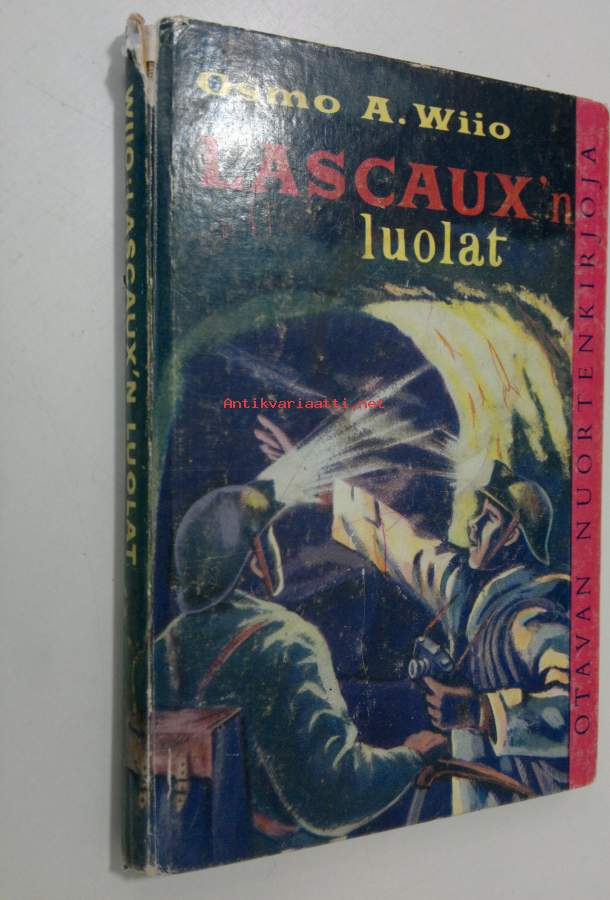 Osmo A. Wiio
LASCAUX'n
luolat
OTAVAN NUORTENKIRJOJA
WIIO: LASCAUX'N LUOLAT
Antikvariaatti.net